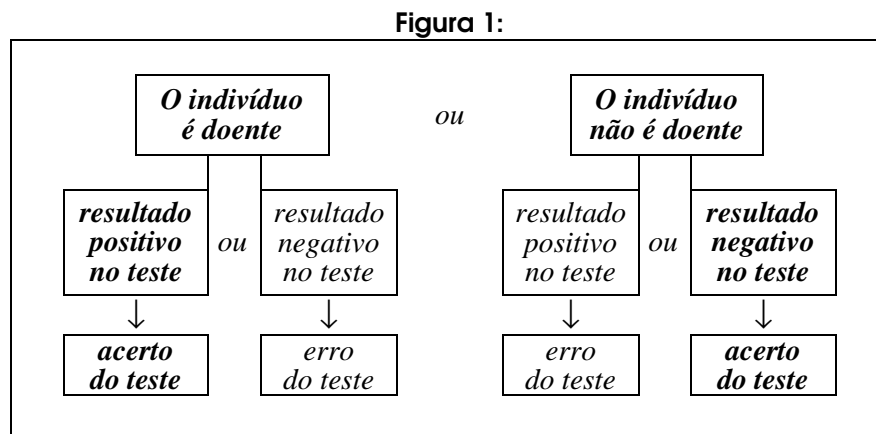 Figura 1:
O indivíduo
é doente
ou
O indivíduo
não é doente
resultado
positivo
no teste
ou
resultado
negativo
no teste
resultado
positivo
no teste
ou
resultado
negativo
no teste
↓
↓
↓
↓
acerto
do teste
erro
do teste
erro
do teste
acerto
do teste